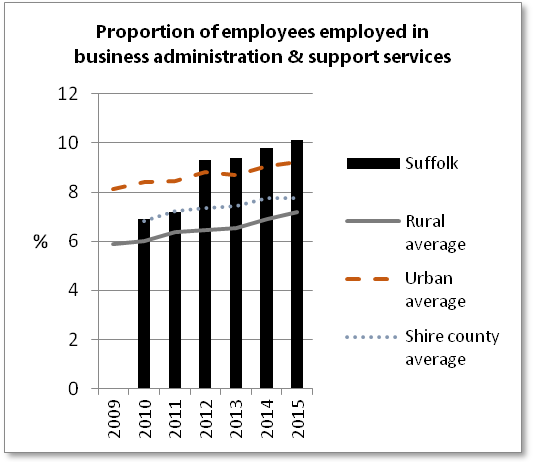 Proportion of employees employed in
business administration & support services
12
10
8
6
4
2
0
%
2009
2010
2011
2012
2013
2014
2015
Suffolk
Rural
average
Urban
average
Shire county
average